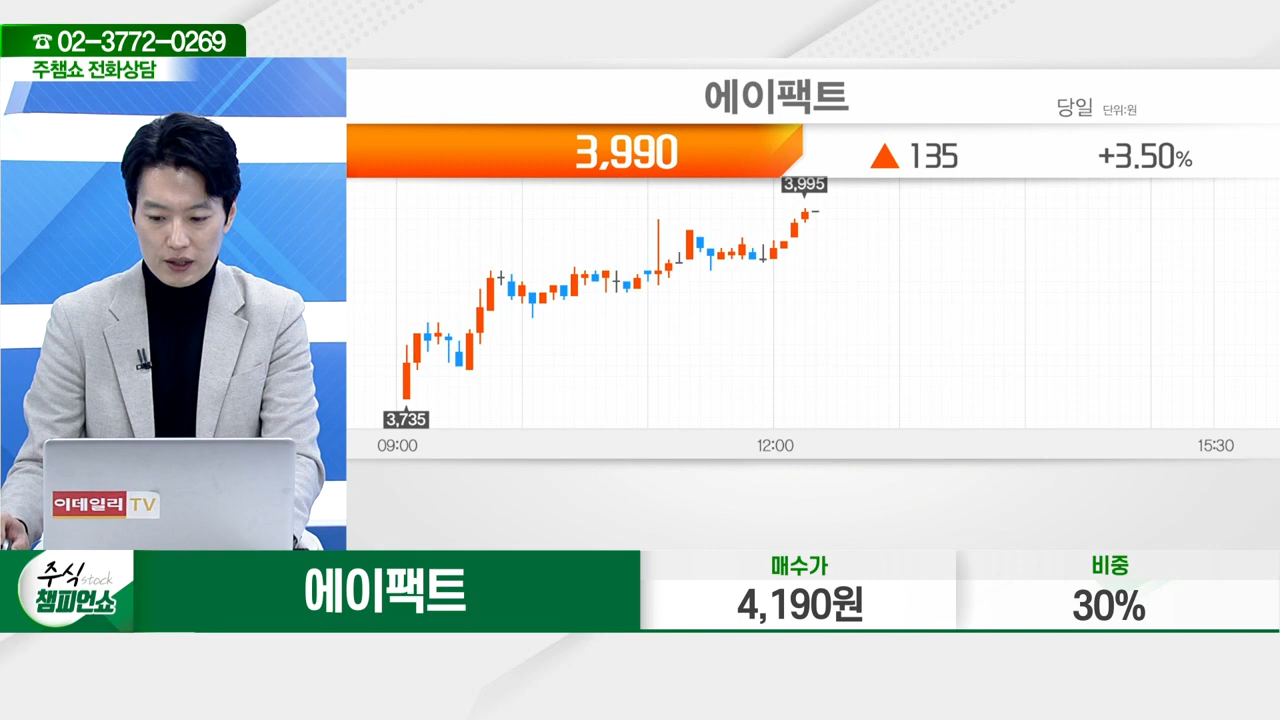 ☎ 02-3772-0269
주챔쇼 전화상담
에이팩트
당일 단위:원
3,990 ▲ 135 +3.50%
3,995
3,735
09:00 12:00 15:30
이데일리 TV
주식 stock
챔피언쇼
에이팩트
매수가
4,190원
비중
30%